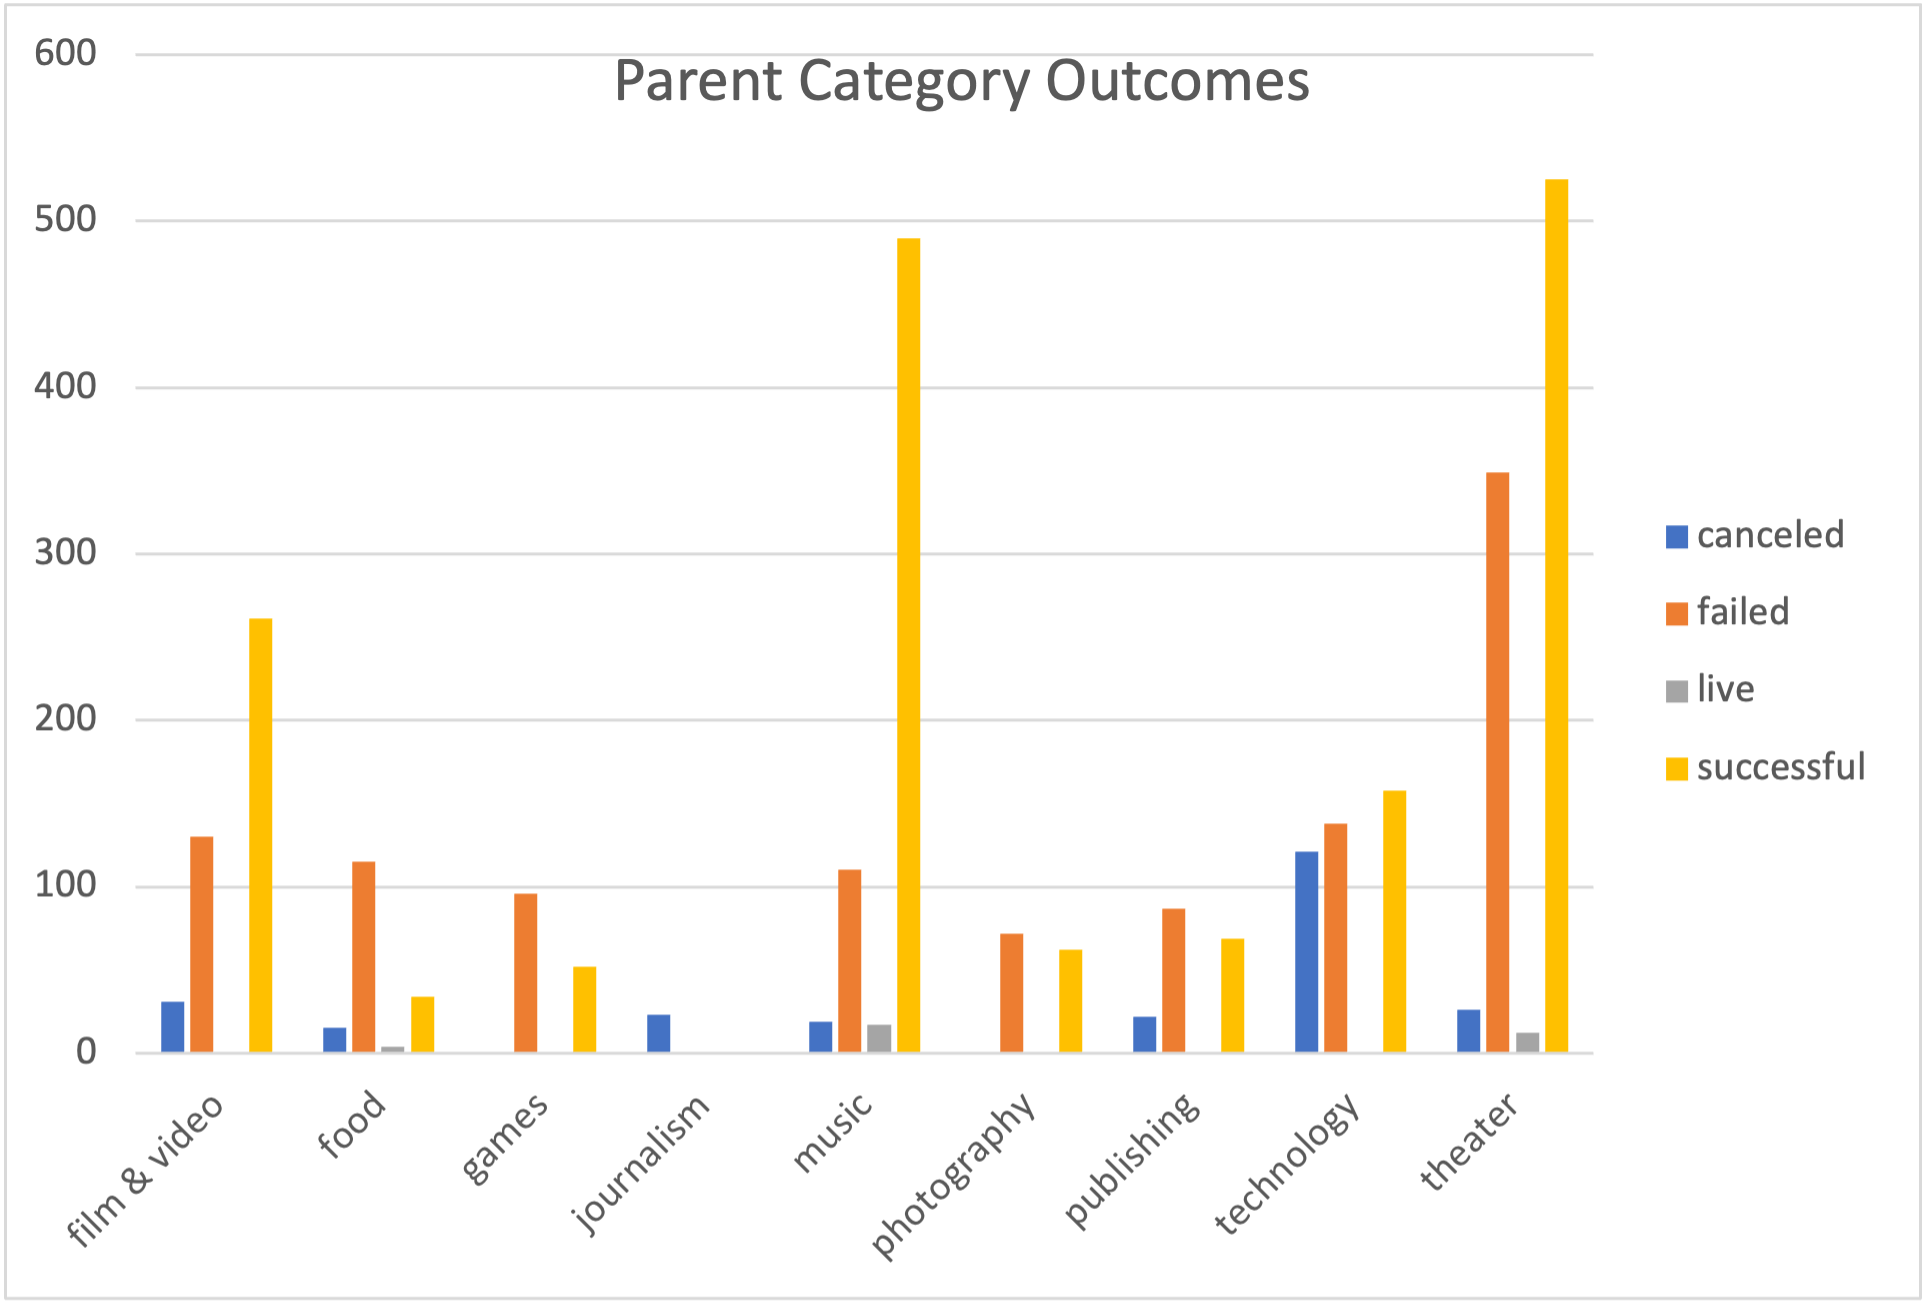 Parent Category Outcomes
600
500
400
300
200
100
0
film & video
food
games
journalism
music
photography
publishing
technology
theater
canceled
failed
live
successful